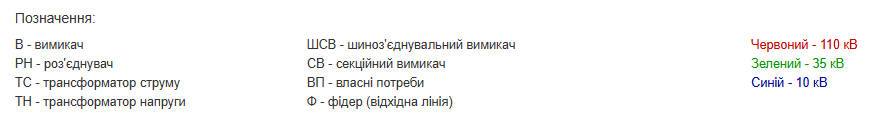 Позначення:
В - вимикач
РН - роз'єднувач
ТС - трансформатор струму
ТН - трансформатор напруги
ШСВ - шиноз'єднувальний вимикач
СВ - секційний вимикач
ВП - власні потреби
Ф - фідер (відхідна лінія)
Червоний - 110 кВ
Зелений - 35 кВ
Синій - 10 кВ